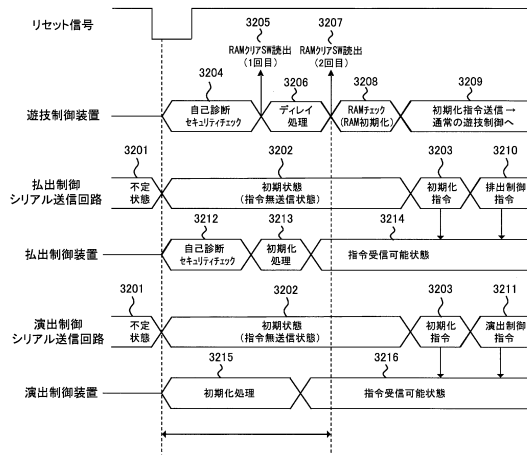 リセット信号
3205
3207
RAMクリアSW読出
(1回目)
RAMクリアSW読出
(2回目)
3204
3206
3208
3209
遊技制御装置
自己診断
セキュリティチェック
ディレイ
処理
RAMチェック
(RAM初期化)
初期化指令送信→
通常の遊技制御へ
3201
3202
3203
3210
払出制御
シリアル送信回路
不定
状態
初期状態
(指令無送信状態)
初期化
指令
排出制御
指令
3212
3213
3214
払出制御装置
自己診断
セキュリティチェック
初期化
処理
指令受信可能状態
3201
3202
3203
3211
演出制御
シリアル送信回路
不定
状態
初期状態
(指令無送信状態)
初期化
指令
演出制御
指令
3215
3216
演出制御装置
初期化処理
指令受信可能状態